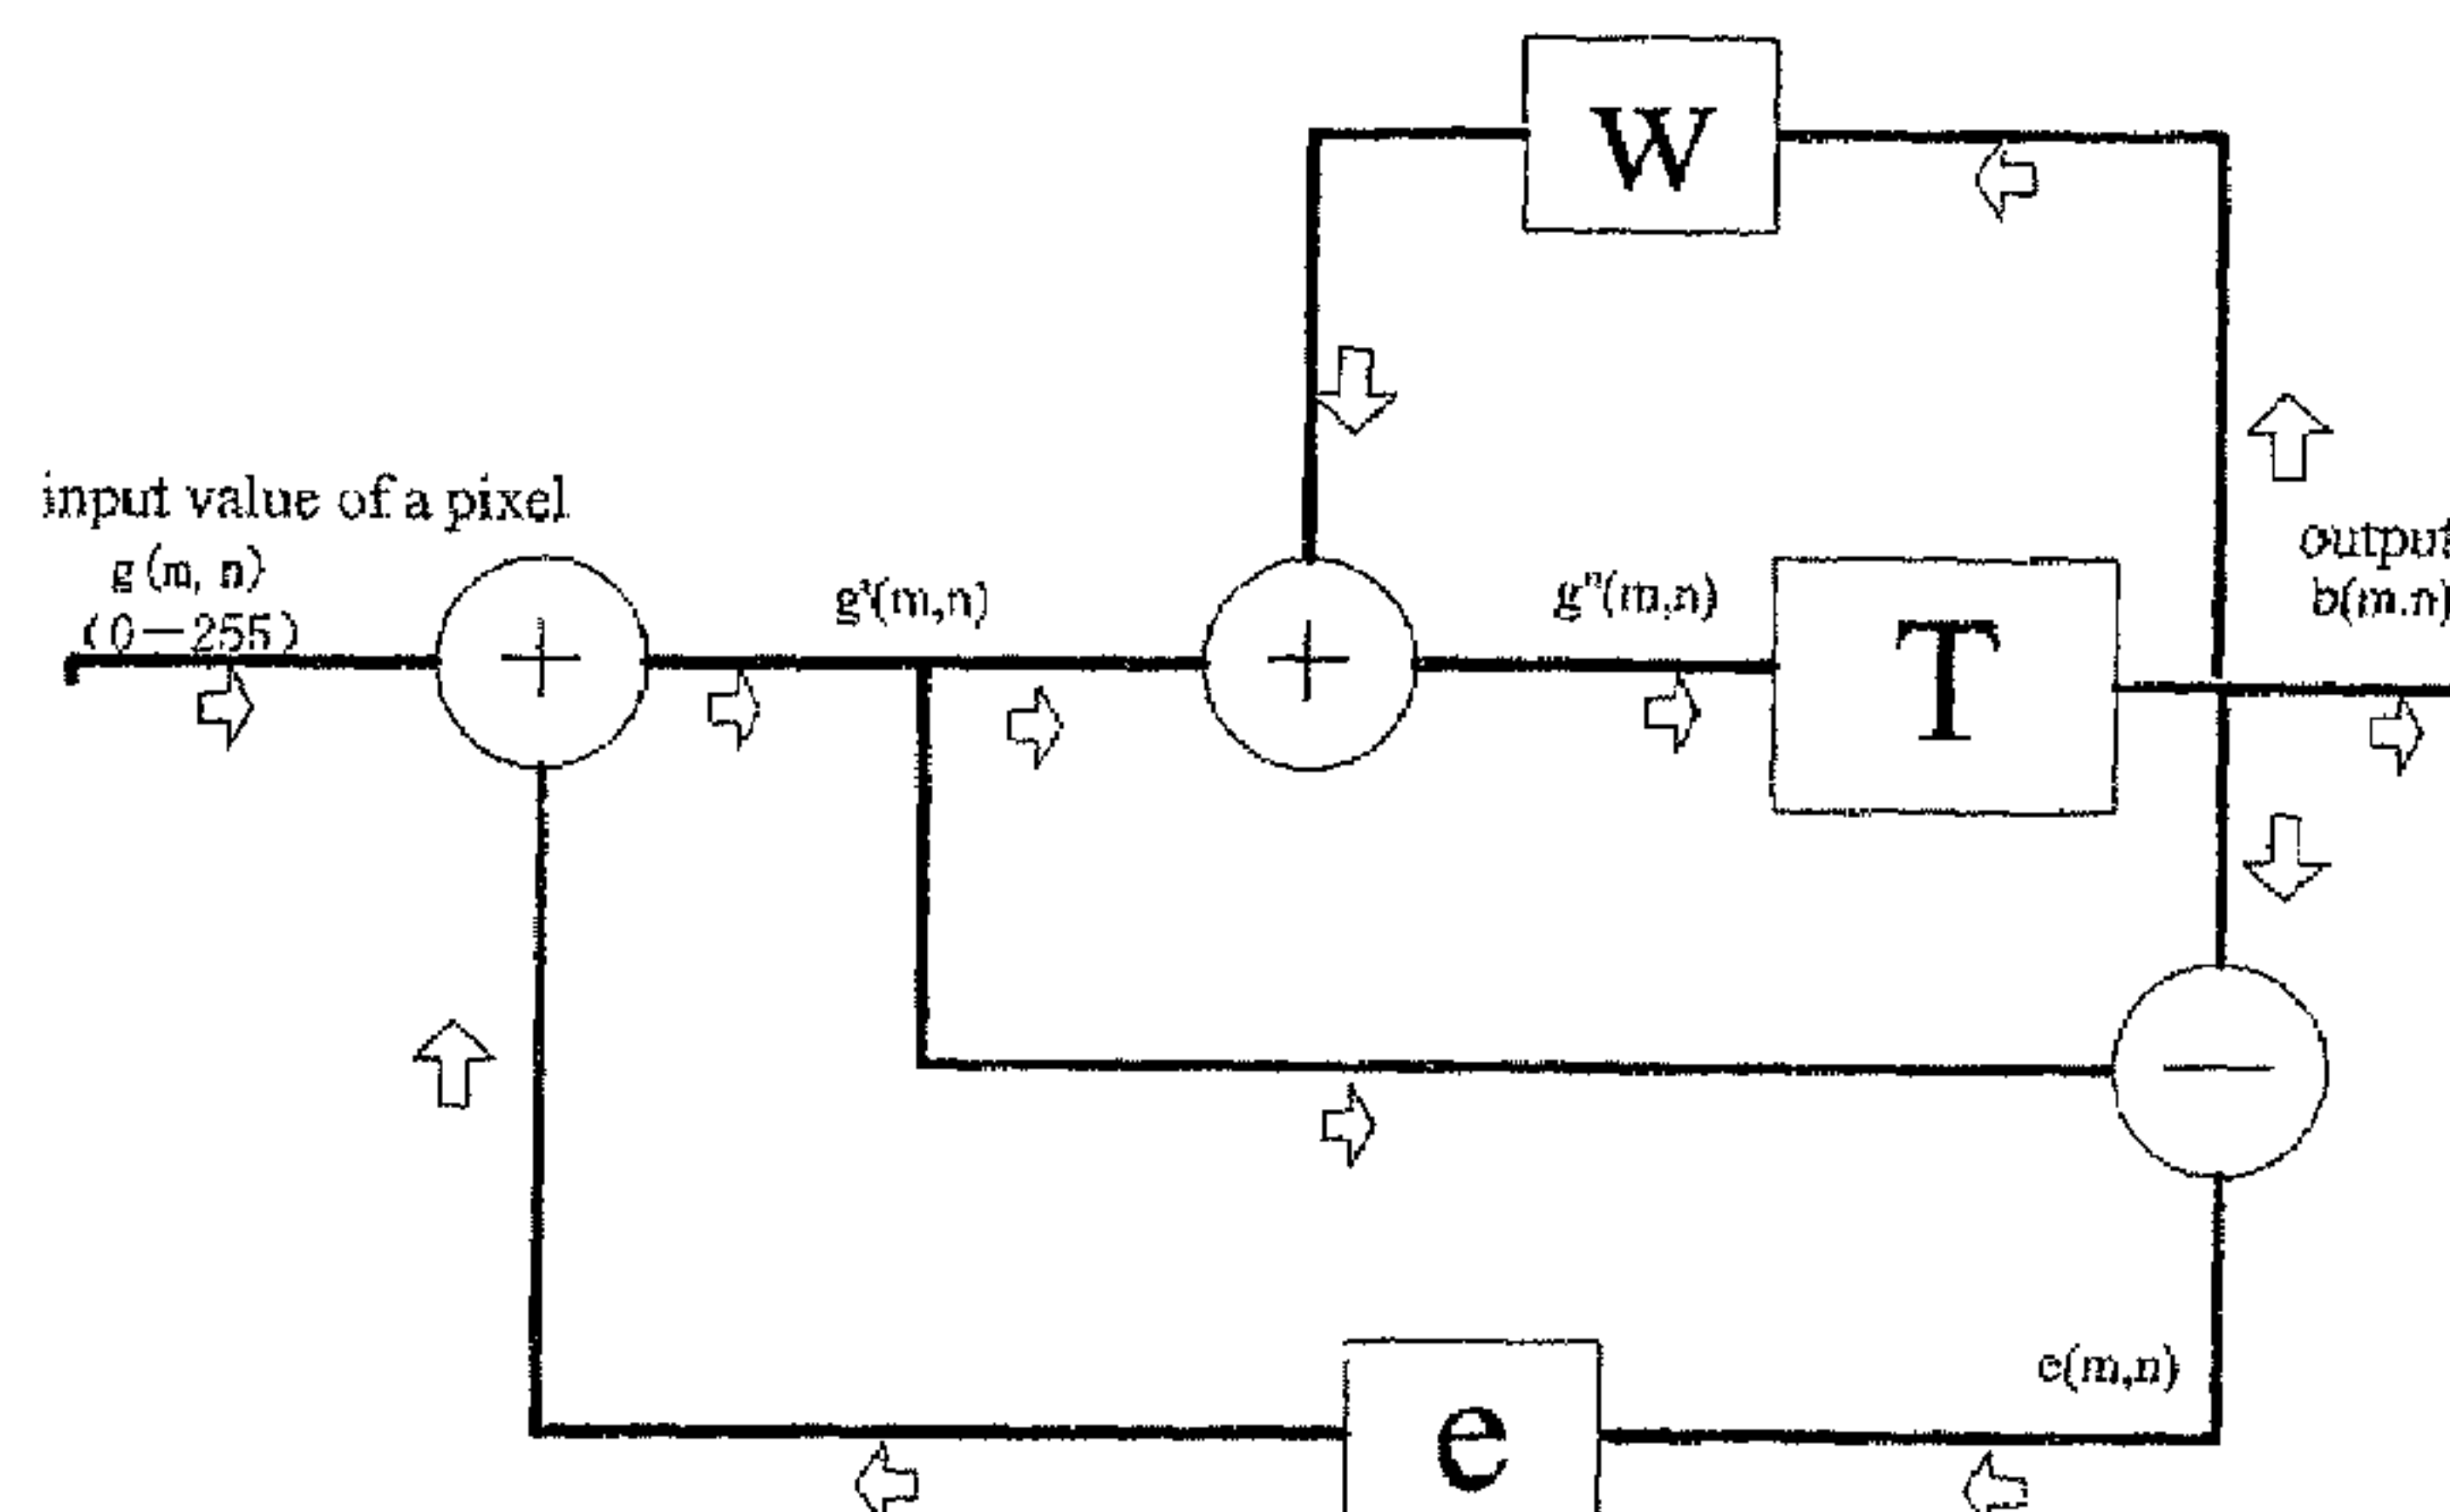 W
input value of a pixel
g(m, n)
(0-255)
+
g'(m,n)
+
g"(m,n)
T
output
b(m.n)
−
e(m,n)
e